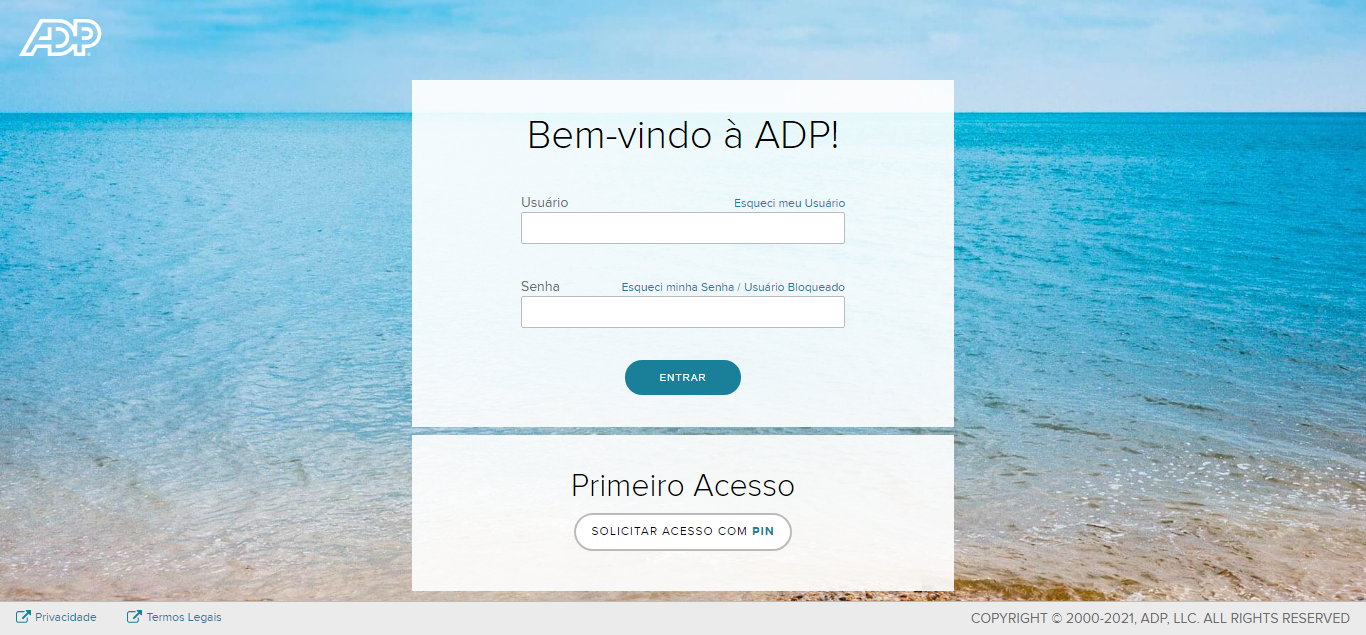 ADP
Bem-vindo à ADP!
Usuário Esqueci meu Usuário
Senha Esqueci minha Senha / Usuário Bloqueado
ENTRAR
Primeiro Acesso
SOLICITAR ACESSO COM PIN
Privacidade Termos Legais COPYRIGHT © 2000-2021, ADP, LLC. ALL RIGHTS RESERVED